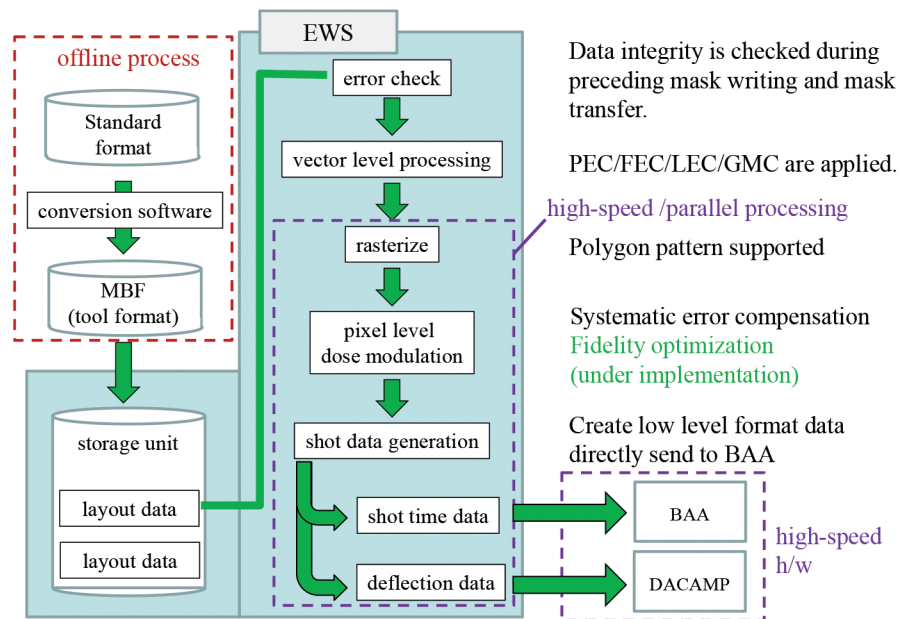 offline process
Standard
format
conversion software
MBF
(tool format)
storage unit
layout data
layout data
EWS
error check
vector level processing
rasterize
pixel level
dose modulation
shot data generation
shot time data
deflection data
Data integrity is checked during
preceding mask writing and mask
transfer.
PEC/FEC/LEC/GMC are applied.
high-speed /parallel processing
Polygon pattern supported
Systematic error compensation
Fidelity optimization
(under implementation)
Create low level format data
directly send to BAA
BAA
DACAMP
high-speed
h/w